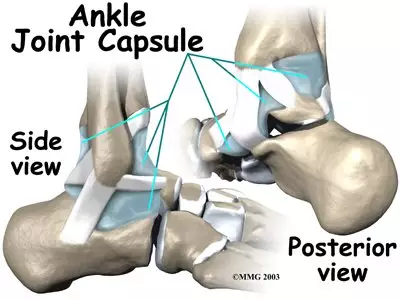 Ankle
Joint Capsule
Side
view
Posterior
view
©MMG 2003